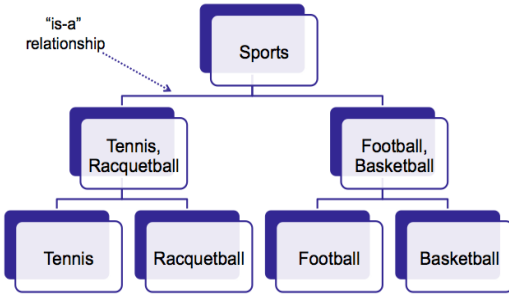 “is-a”
relationship
Sports
Tennis,
Racquetball
Football,
Basketball
Tennis
Racquetball
Football
Basketball